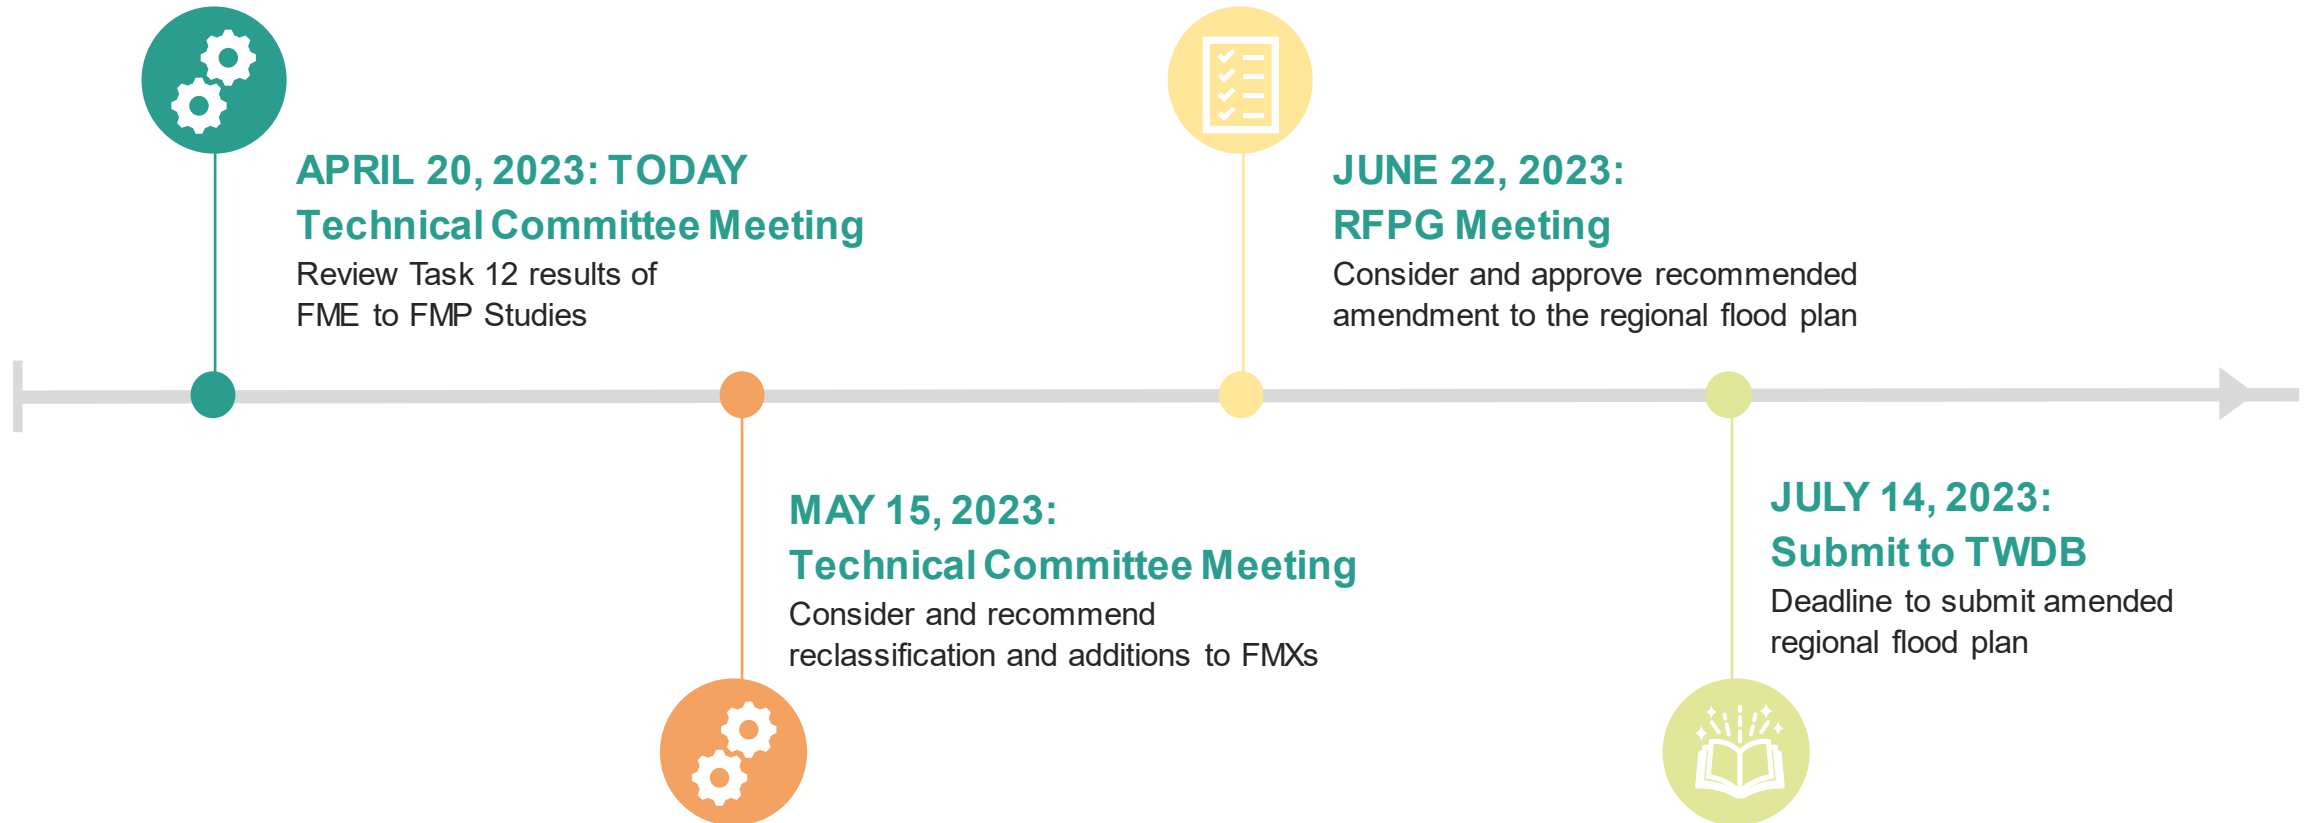 APRIL 20, 2023: TODAY
Technical Committee Meeting
Review Task 12 results of
FME to FMP Studies
MAY 15, 2023:
Technical Committee Meeting
Consider and recommend
reclassification and additions to FMXs
JUNE 22, 2023:
RFPG Meeting
Consider and approve recommended
amendment to the regional flood plan
JULY 14, 2023:
Submit to TWDB
Deadline to submit amended
regional flood plan